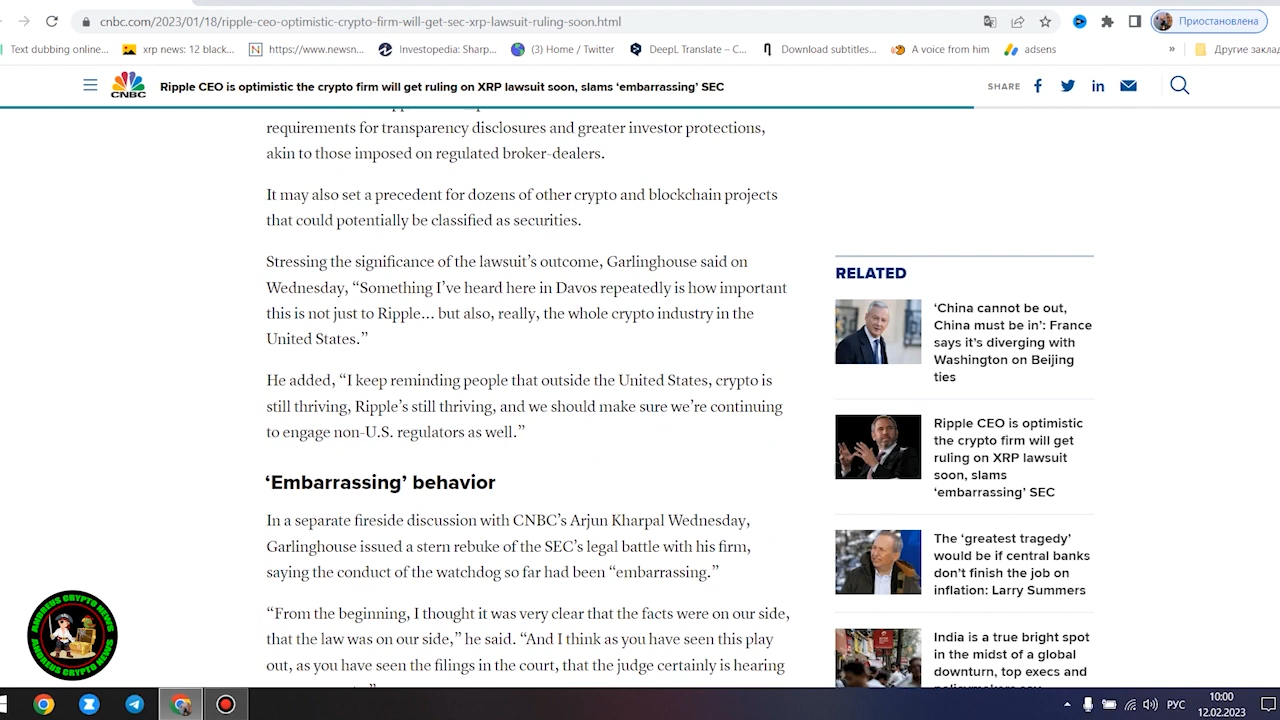 cnbc.com/2023/01/18/ripple-ceo-optimistic-crypto-firm-will-get-sec-xrp-lawsuit-ruling-soon.html
Приостановлена
Text dubbing online...
xrp news: 12 black...
https://www.newsn...
Investopedia: Sharp...
(3) Home / Twitter
DeepL Translate – C...
Download subtitles...
A voice from him
adsens
»
Другие закла
CNBC
Ripple CEO is optimistic the crypto firm will get ruling on XRP lawsuit soon, slams ‘embarrassing’ SEC
SHARE
requirements for transparency disclosures and greater investor protections,
akin to those imposed on regulated broker-dealers.
It may also set a precedent for dozens of other crypto and blockchain projects
that could potentially be classified as securities.
Stressing the significance of the lawsuit’s outcome, Garlinghouse said on
Wednesday, “Something I’ve heard here in Davos repeatedly is how important
this is not just to Ripple… but also, really, the whole crypto industry in the
United States.”
He added, “I keep reminding people that outside the United States, crypto is
still thriving, Ripple’s still thriving, and we should make sure we’re continuing
to engage non-U.S. regulators as well.”
‘Embarrassing’ behavior
In a separate fireside discussion with CNBC’s Arjun Kharpal Wednesday,
Garlinghouse issued a stern rebuke of the SEC’s legal battle with his firm,
saying the conduct of the watchdog so far had been “embarrassing.”
“From the beginning, I thought it was very clear that the facts were on our side,
that the law was on our side,” he said. “And I think as you have seen this play
out, as you have seen the filings in the court, that the judge certainly is hearing
RELATED
‘China cannot be out,
China must be in’: France
says it’s diverging with
Washington on Beijing
ties
Ripple CEO is optimistic
the crypto firm will get
ruling on XRP lawsuit
soon, slams
‘embarrassing’ SEC
The ‘greatest tragedy’
would be if central banks
don’t finish the job on
inflation: Larry Summers
India is a true bright spot
in the midst of a global
downturn, top execs and
ANDREUS CRYPTO NEWS
ANDREUS CRYPTO NEWS
РУС
10:00
12.02.2023